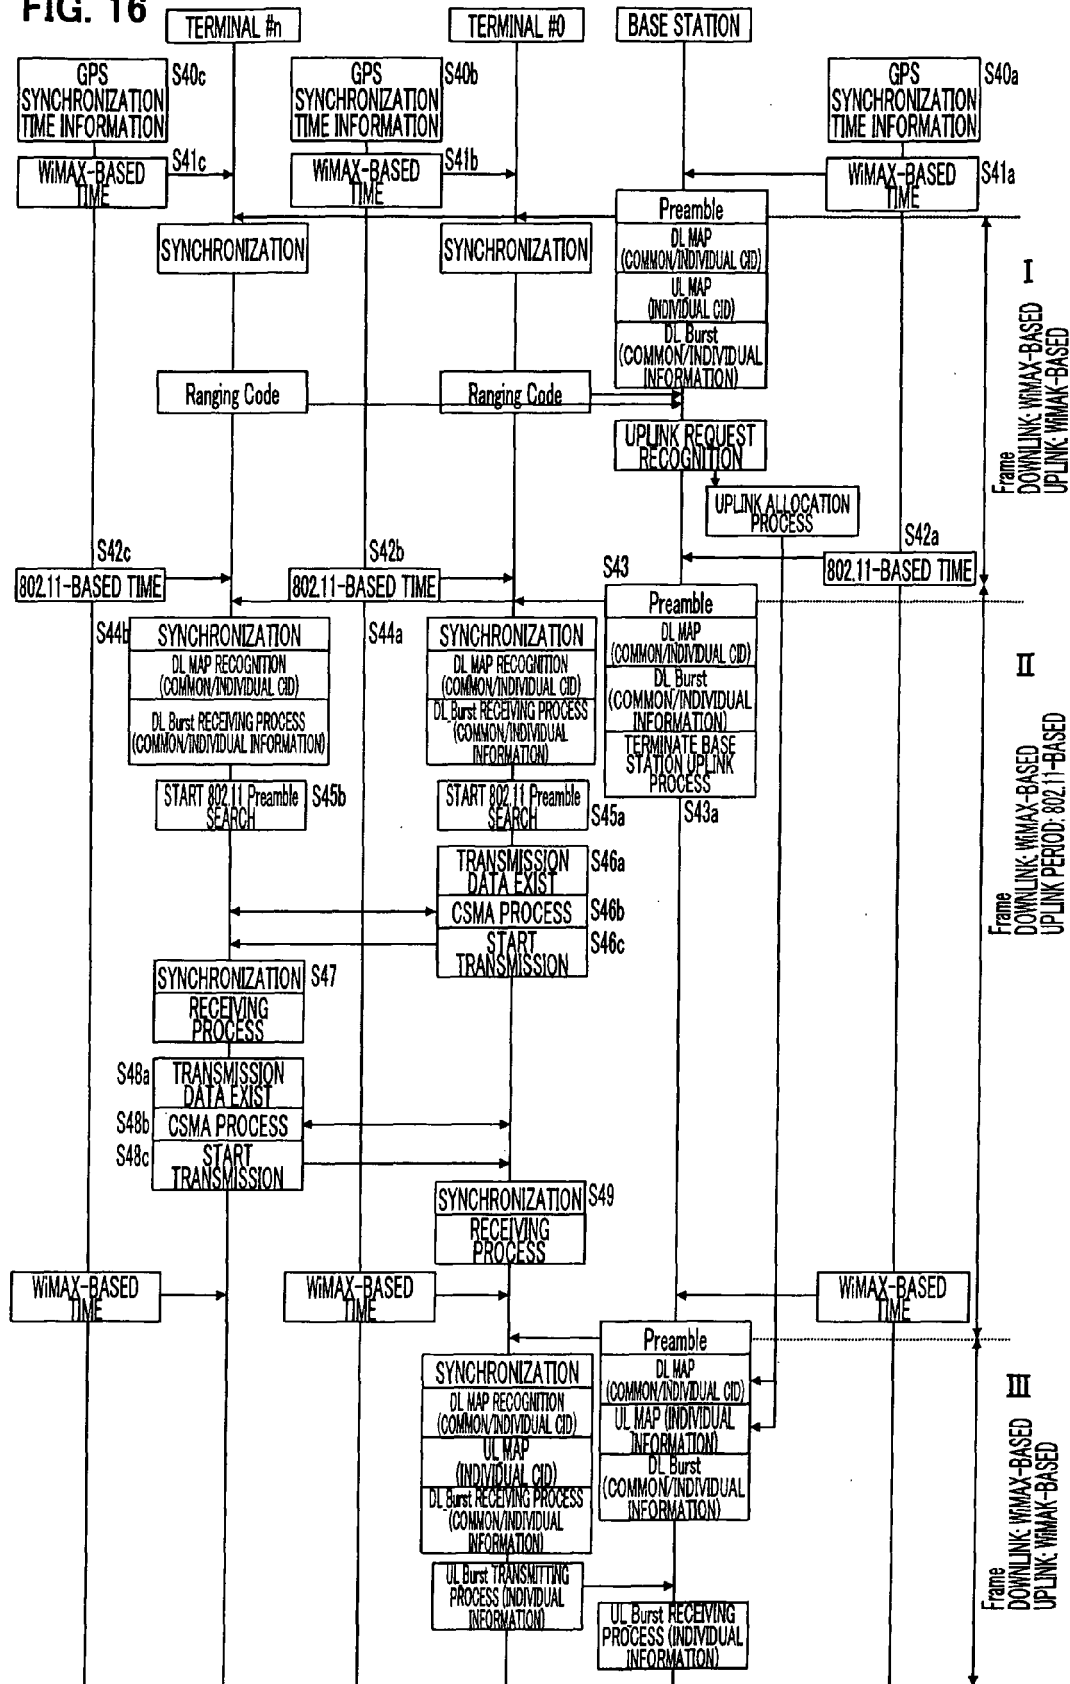 FIG. 16
TERMINAL #n
TERMINAL #0
BASE STATION
GPS
SYNCHRONIZATION
TIME INFORMATION
S40c
GPS
SYNCHRONIZATION
TIME INFORMATION
S40b
GPS
SYNCHRONIZATION
TIME INFORMATION
S40a
WiMAX-BASED
TIME
S41c
WiMAX-BASED
TIME
S41b
WiMAX-BASED
TIME
S41a
Preamble
SYNCHRONIZATION
SYNCHRONIZATION
DL MAP
(COMMON/INDIVIDUAL CID)
UL MAP
(INDIVIDUAL CID)
DL Burst
(COMMON/INDIVIDUAL
INFORMATION)
I
Frame
DOWNLINK: WiMAX-BASED
UPLINK: WiMAK-BASED
Ranging Code
Ranging Code
UPLINK REQUEST
RECOGNITION
UPLINK ALLOCATION
PROCESS
S42c
802.11-BASED TIME
S42b
802.11-BASED TIME
S42a
802.11-BASED TIME
S43
Preamble
DL MAP
(COMMON/INDIVIDUAL CID)
DL Burst
(COMMON/INDIVIDUAL
INFORMATION)
TERMINATE BASE
STATION UPLINK
PROCESS
S43a
S44b
SYNCHRONIZATION
DL MAP RECOGNITION
(COMMON/INDIVIDUAL CID)
DL Burst RECEIVING PROCESS
(COMMON/INDIVIDUAL INFORMATION)
S44a
SYNCHRONIZATION
DL MAP RECOGNITION
(COMMON/INDIVIDUAL CID)
DL Burst RECEIVING PROCESS
(COMMON/INDIVIDUAL
INFORMATION)
II
Frame
DOWNLINK: WiMAX-BASED
UPLINK PERIOD: 802.11-BASED
START 802.11 Preamble
SEARCH
S45b
START 802.11 Preamble
SEARCH
S45a
TRANSMISSION
DATA EXIST
S46a
CSMA PROCESS
S46b
START
TRANSMISSION
S46c
SYNCHRONIZATION
S47
RECEIVING
PROCESS
S48a
TRANSMISSION
DATA EXIST
S48b
CSMA PROCESS
S48c
START
TRANSMISSION
SYNCHRONIZATION
S49
RECEIVING
PROCESS
WiMAX-BASED
TIME
WiMAX-BASED
TIME
WiMAX-BASED
TIME
Preamble
DL MAP
(COMMON/INDIVIDUAL CID)
UL MAP (INDIVIDUAL
INFORMATION)
DL Burst
(COMMON/INDIVIDUAL
INFORMATION)
SYNCHRONIZATION
DL MAP RECOGNITION
(COMMON/INDIVIDUAL CID)
UL MAP
(INDIVIDUAL CID)
DL Burst RECEIVING PROCESS
(COMMON/INDIVIDUAL
INFORMATION)
III
Frame
DOWNLINK: WiMAX-BASED
UPLINK: WiMAK-BASED
UL Burst TRANSMITTING
PROCESS (INDIVIDUAL
INFORMATION)
UL Burst RECEIVING
PROCESS (INDIVIDUAL
INFORMATION)